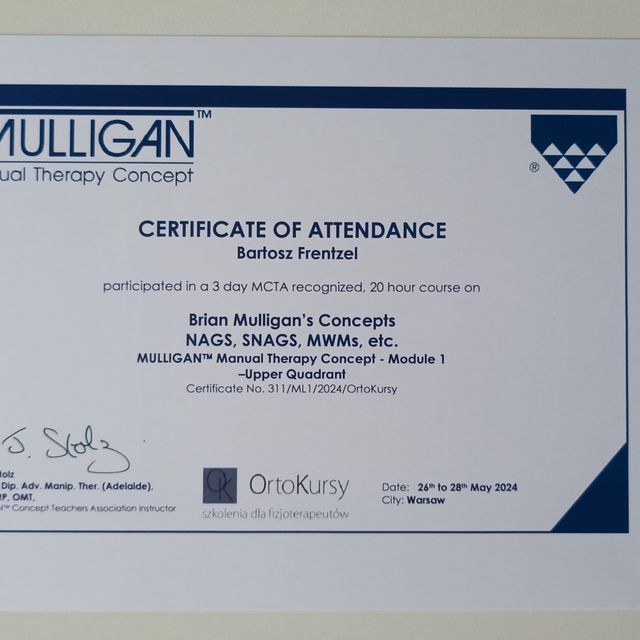 MULLIGAN™
ual Therapy Concept
®
CERTIFICATE OF ATTENDANCE
Bartosz Frentzel
participated in a 3 day MCTA recognized, 20 hour course on
Brian Mulligan's Concepts
NAGS, SNAGS, MWMs, etc.
MULLIGAN™ Manual Therapy Concept - Module 1
–Upper Quadrant
Certificate No. 311/ML1/2024/OrtoKursy
J. Stolz
tolz
Dip. Adv. Manip. Ther. (Adelaide),
RP, OMT,
N™ Concept Teachers Association Instructor
OK OrtoKursy
szkolenia dla fizjoterapeutów
Date: 26th to 28th May 2024
City: Warsaw